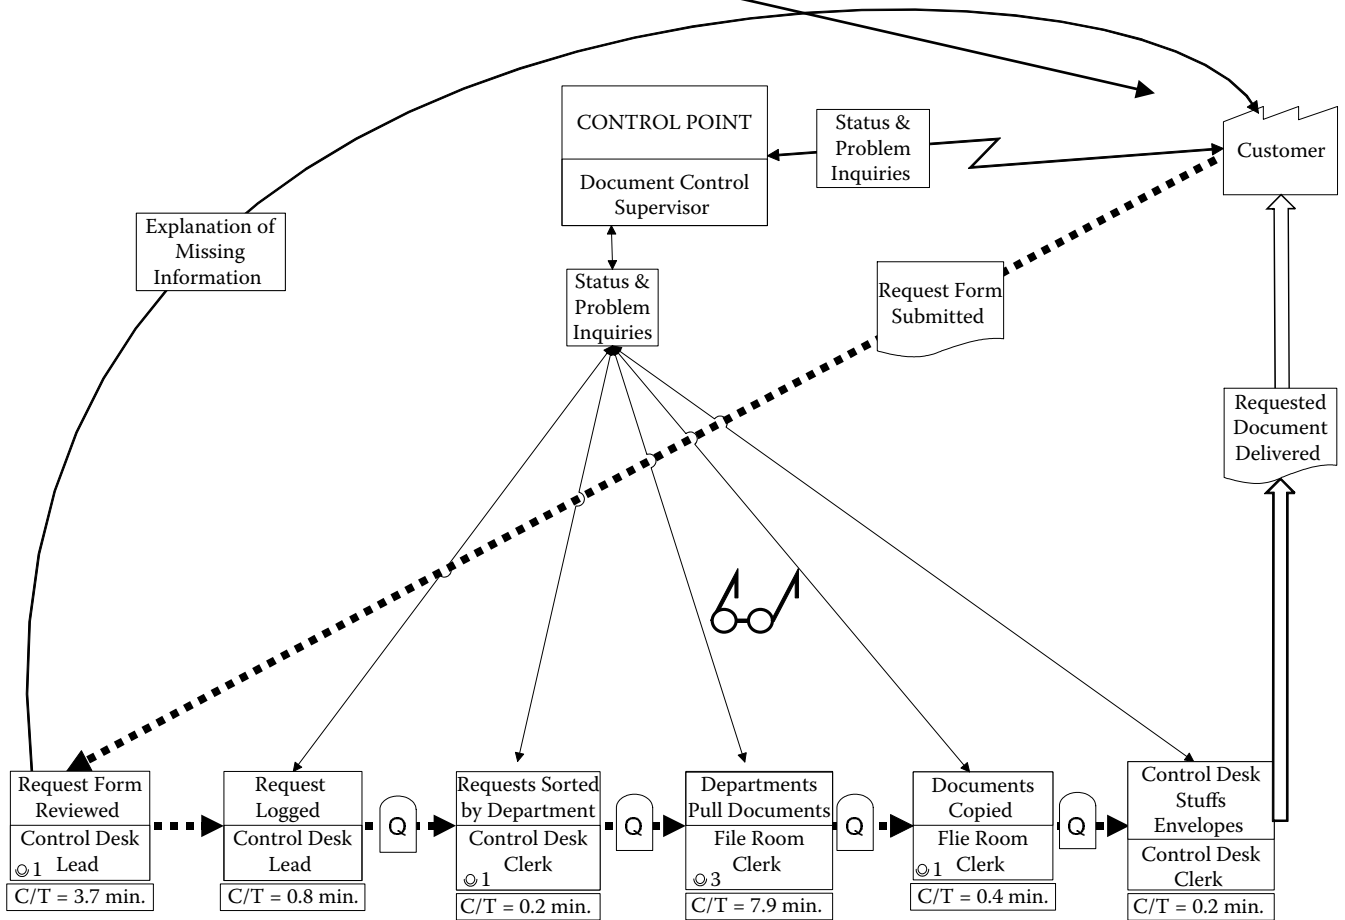 CONTROL POINT
Document Control
Supervisor
Status &
Problem
Inquiries
Customer
Explanation of
Missing
Information
Status &
Problem
Inquiries
Request Form
Submitted
Requested
Document
Delivered
Request Form
Reviewed
Control Desk
Lead
1
C/T = 3.7 min.
Request
Logged
Control Desk
Lead
C/T = 0.8 min.
Q
Requests Sorted
by Department
Control Desk
Clerk
1
C/T = 0.2 min.
Q
Departments
Pull Documents
File Room
Clerk
3
C/T = 7.9 min.
Q
Documents
Copied
Flie Room
Clerk
1
C/T = 0.4 min.
Q
Control Desk
Stuffs
Envelopes
Control Desk
Clerk
C/T = 0.2 min.